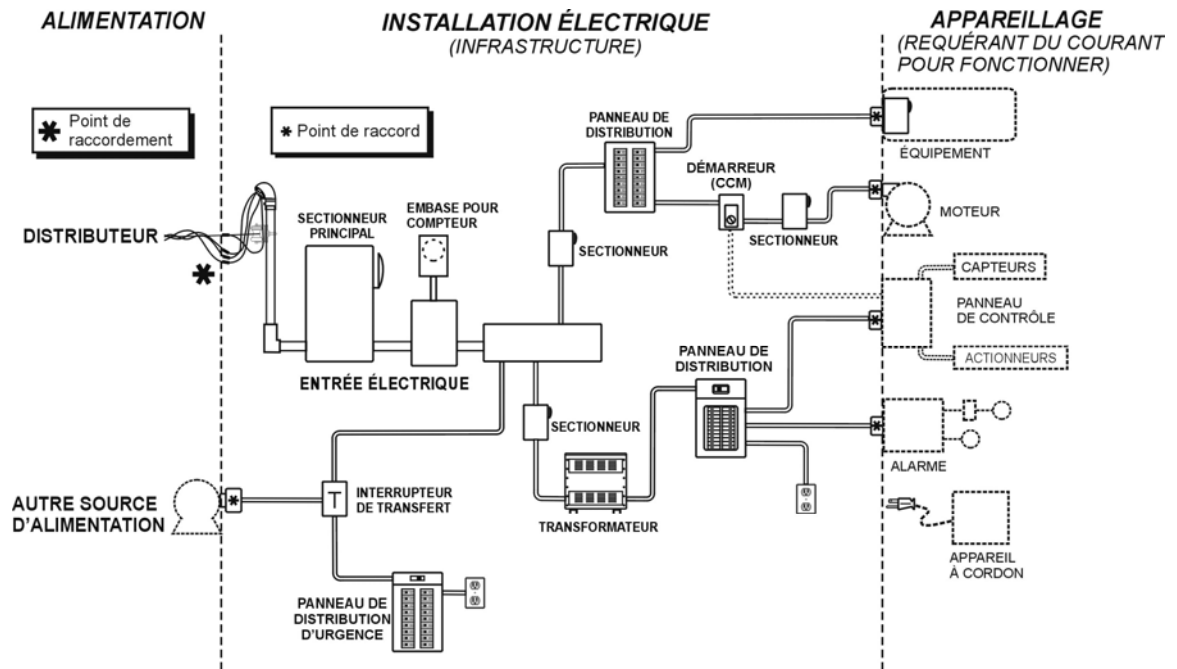 ALIMENTATION
INSTALLATION ÉLECTRIQUE
(INFRASTRUCTURE)
APPAREILLAGE
(REQUÉRANT DU COURANT
POUR FONCTIONNER)
* Point de
raccordement
* Point de raccord
PANNEAU DE
DISTRIBUTION
ÉQUIPEMENT
DÉMARREUR
(CCM)
SECTIONNEUR
MOTEUR
DISTRIBUTEUR
*
SECTIONNEUR
PRINCIPAL
EMBASE POUR
COMPTEUR
SECTIONNEUR
CAPTEURS
PANNEAU
DE CONTRÔLE
ACTIONNEURS
ENTRÉE ÉLECTRIQUE
PANNEAU DE
DISTRIBUTION
SECTIONNEUR
ALARME
AUTRE SOURCE
D'ALIMENTATION
T
INTERRUPTEUR
DE TRANSFERT
TRANSFORMATEUR
APPAREIL
À CORDON
PANNEAU DE
DISTRIBUTION
D'URGENCE